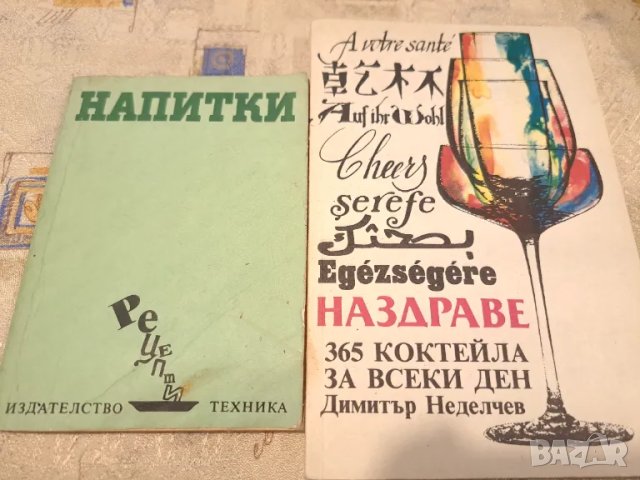 НАПИТКИ
Рецепти
ИЗДАТЕЛСТВО ТЕХНИКА
A votre santé
Auf ihr Wohl
Cheers
şerefe
بصحتك
Egészségére
НАЗДРАВЕ
365 КОКТЕЙЛА
ЗА ВСЕКИ ДЕН
Димитър Неделчев
BAZAR